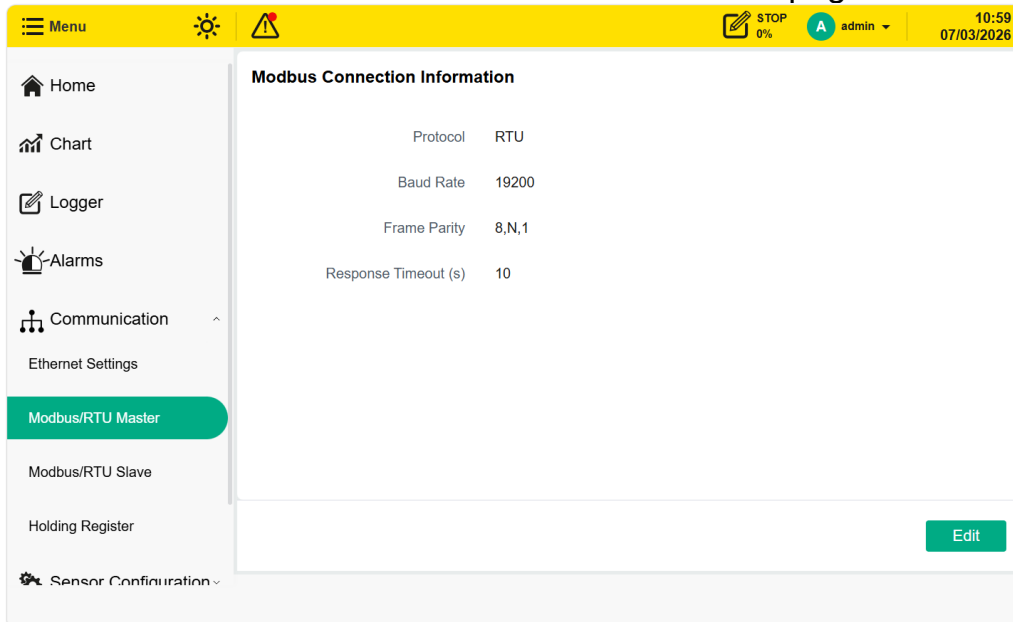 Menu
STOP
0%
A admin
10:59
07/03/2026
Home
Chart
Logger
Alarms
Communication
Ethernet Settings
Modbus/RTU Master
Modbus/RTU Slave
Holding Register
Sensor Configuration
Modbus Connection Information
Protocol RTU
Baud Rate 19200
Frame Parity 8,N,1
Response Timeout (s) 10
Edit